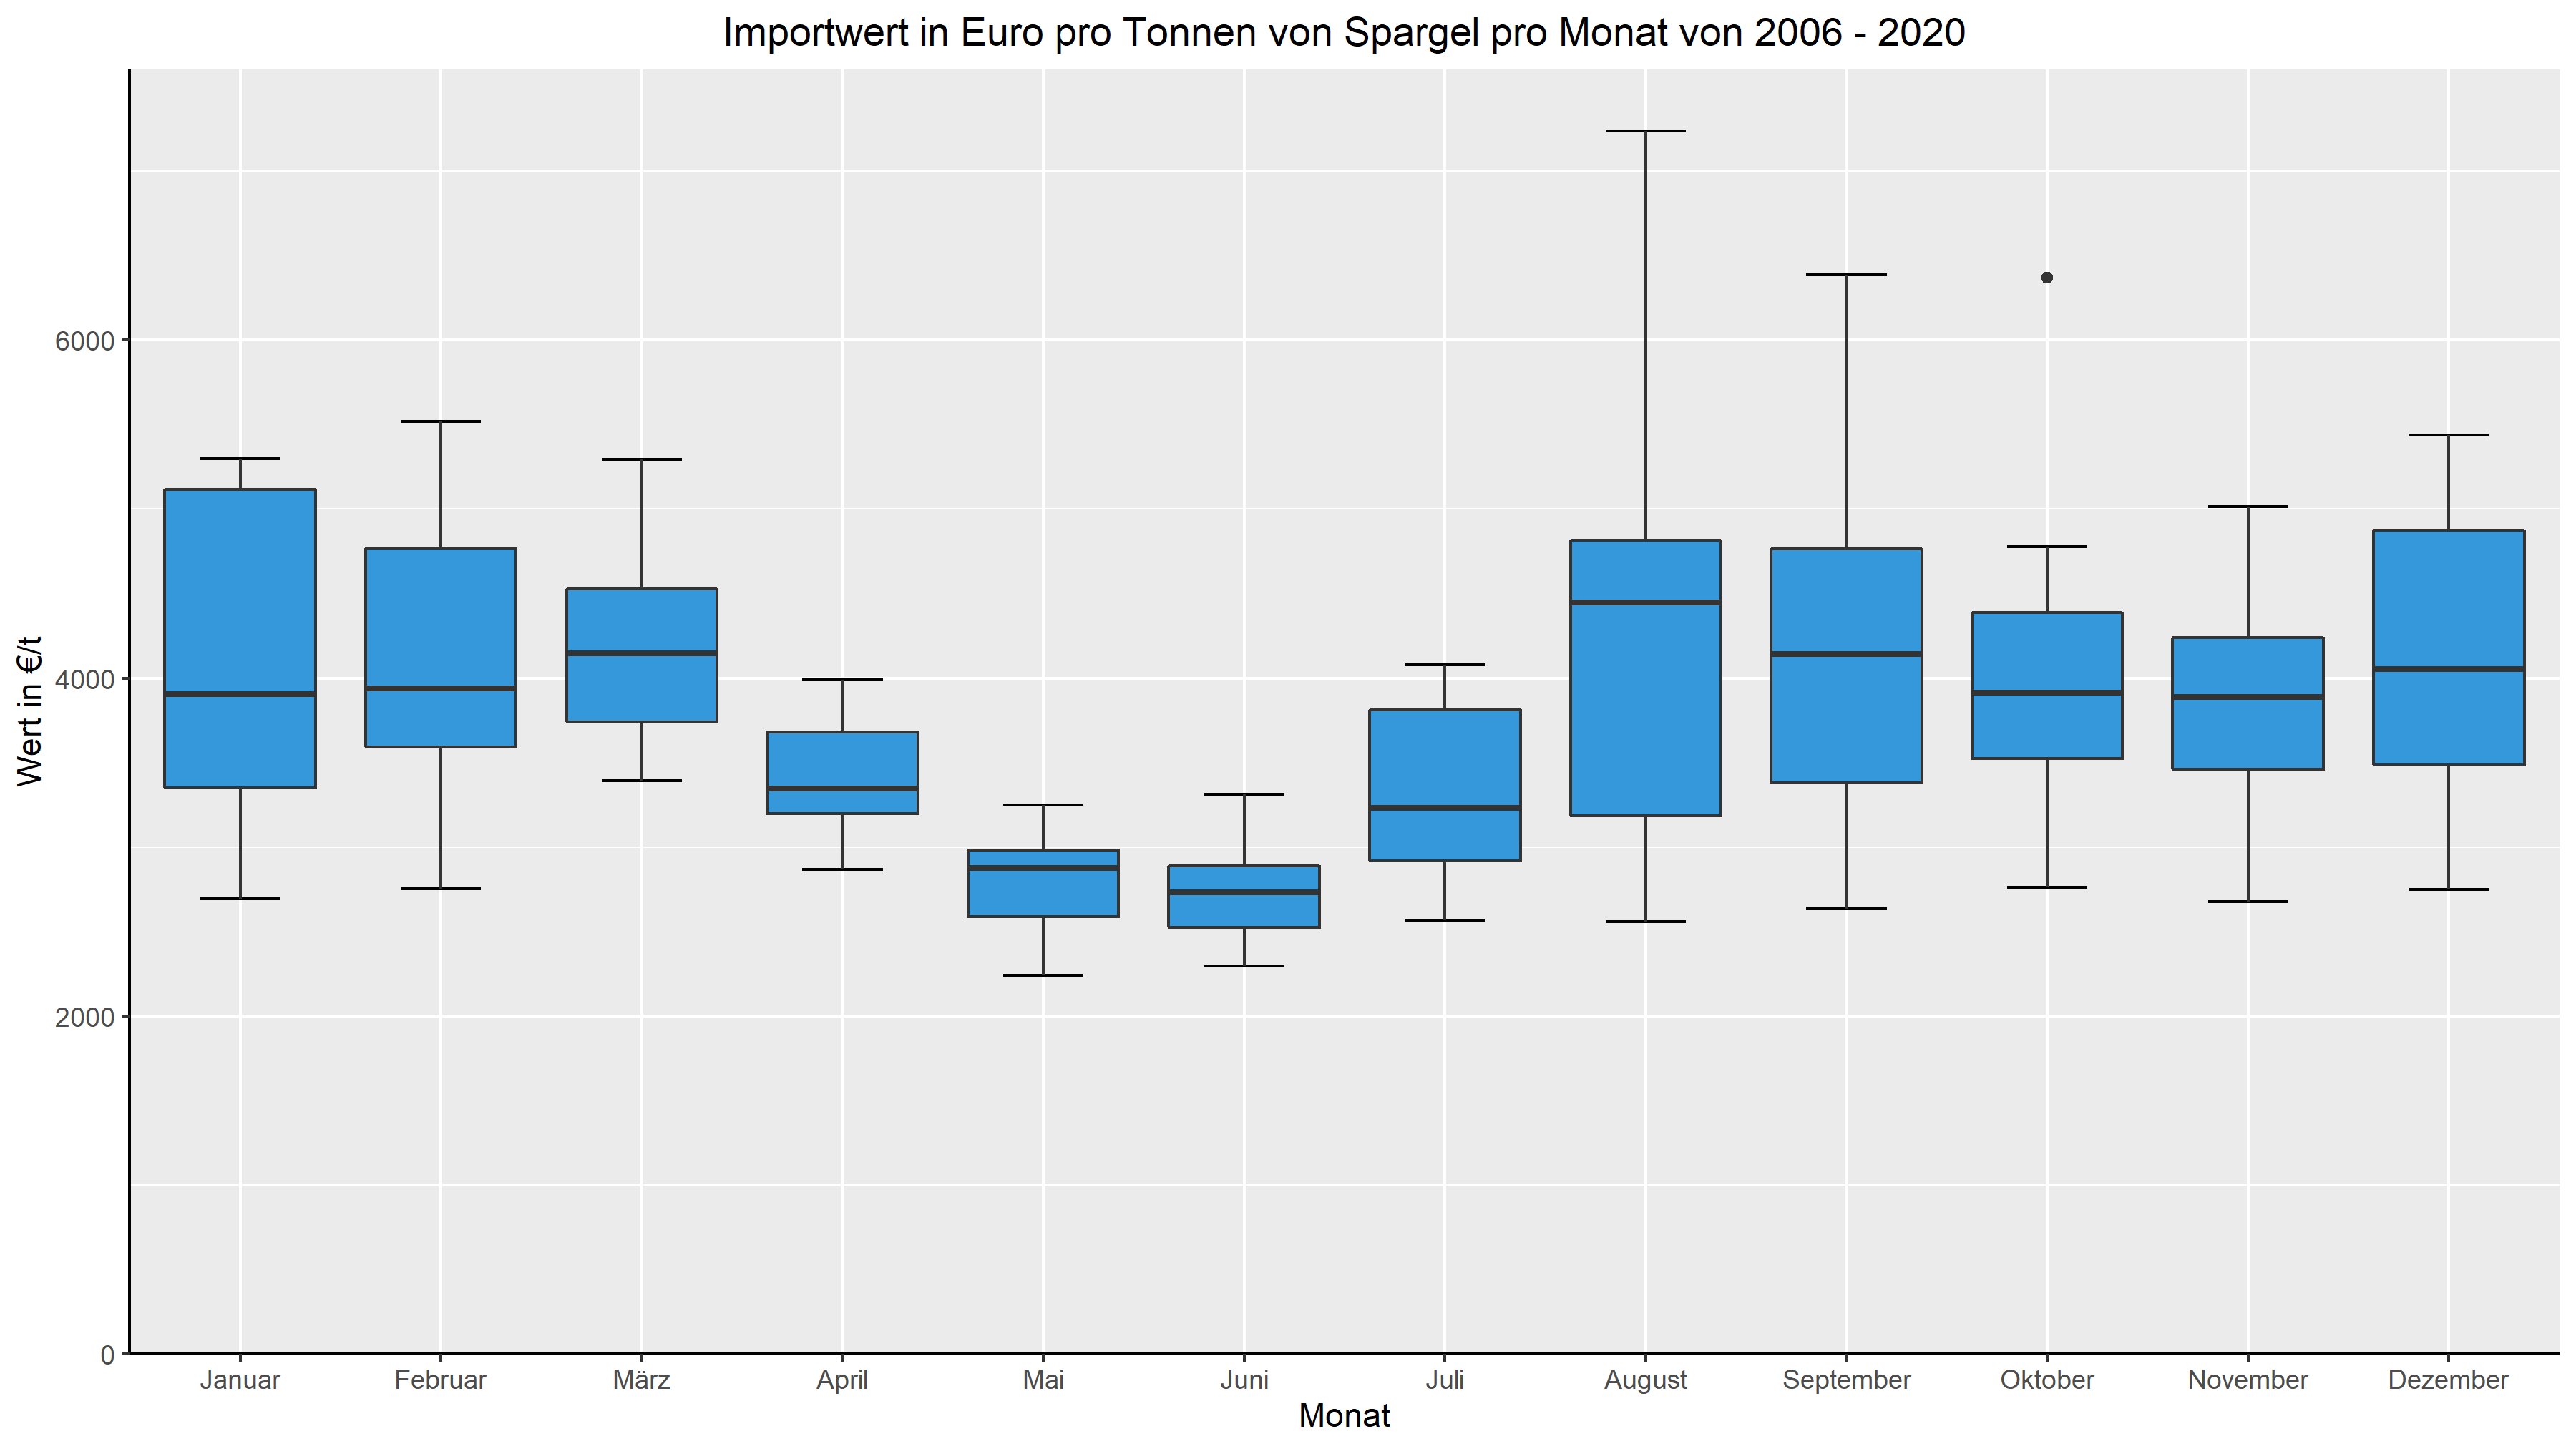 Importwert in Euro pro Tonnen von Spargel pro Monat von 2006 - 2020
Wert in €/t
6000
4000
2000
0
Januar Februar März April Mai Juni Juli August September Oktober November Dezember
Monat